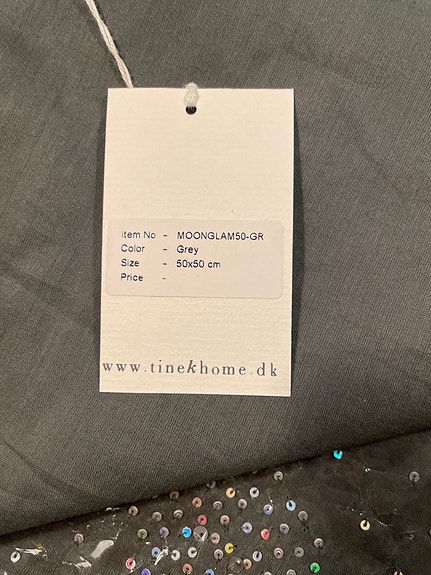 Item No - MOONGLAM50-GR
Color - Grey
Size - 50x50 cm
Price -
www.tinekhome.dk